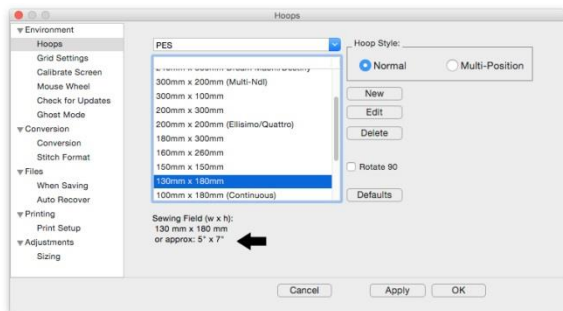 Hoops
Environment
Hoops
Grid Settings
Calibrate Screen
Mouse Wheel
Check for Updates
Ghost Mode
Conversion
Conversion
Stitch Format
Files
When Saving
Auto Recover
Printing
Print Setup
Adjustments
Sizing
PES
300mm x 200mm (Multi-Ndl)
300mm x 100mm
200mm x 300mm
200mm x 200mm (Ellisimo/Quattro)
180mm x 300mm
160mm x 260mm
150mm x 150mm
130mm x 180mm
100mm x 180mm (Continuous)
Sewing Field (w x h):
130 mm x 180 mm
or approx: 5" x 7"
Hoop Style:
Normal Multi-Position
New
Edit
Delete
Rotate 90
Defaults
Cancel Apply OK